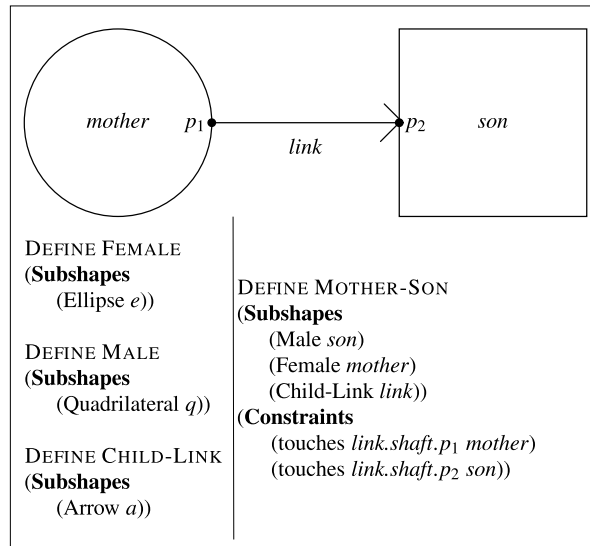 mother p1 p2 son
link
DEFINE FEMALE
(Subshapes
(Ellipse e))
DEFINE MALE
(Subshapes
(Quadrilateral q))
DEFINE CHILD-LINK
(Subshapes
(Arrow a))
DEFINE MOTHER-SON
(Subshapes
(Male son)
(Female mother)
(Child-Link link))
(Constraints
(touches link.shaft.p1 mother)
(touches link.shaft.p2 son))